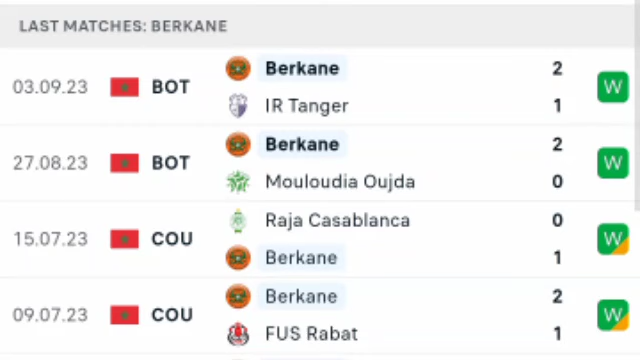 LAST MATCHES: BERKANE
03.09.23 BOT Berkane 2 W
IR Tanger 1
27.08.23 BOT Berkane 2 W
Mouloudia Oujda 0
15.07.23 COU Raja Casablanca 0 W
Berkane 1
09.07.23 COU Berkane 2 W
FUS Rabat 1